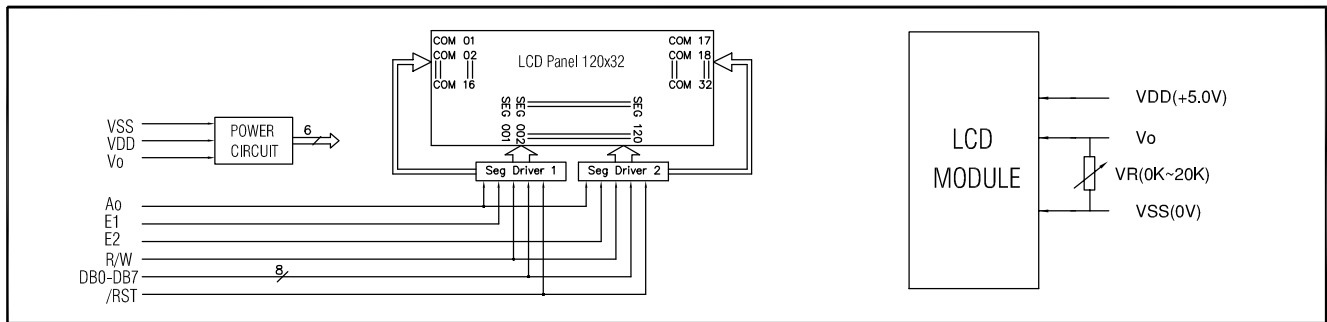 COM 01
COM 02
COM 16
LCD Panel 120x32
COM 17
COM 18
COM 32
SEG 001
SEG 002
SEG 120
VSS
VDD
Vo
POWER
CIRCUIT
6
Seg Driver 1
Seg Driver 2
Ao
E1
E2
R/W
DB0-DB7
8
/RST
LCD
MODULE
VDD(+5.0V)
Vo
VR(0K~20K)
VSS(0V)